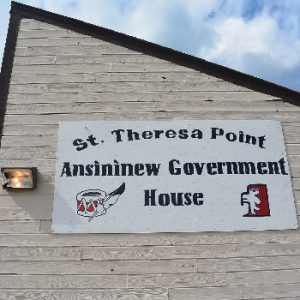 St. Theresa Point
Ansininew Government
House